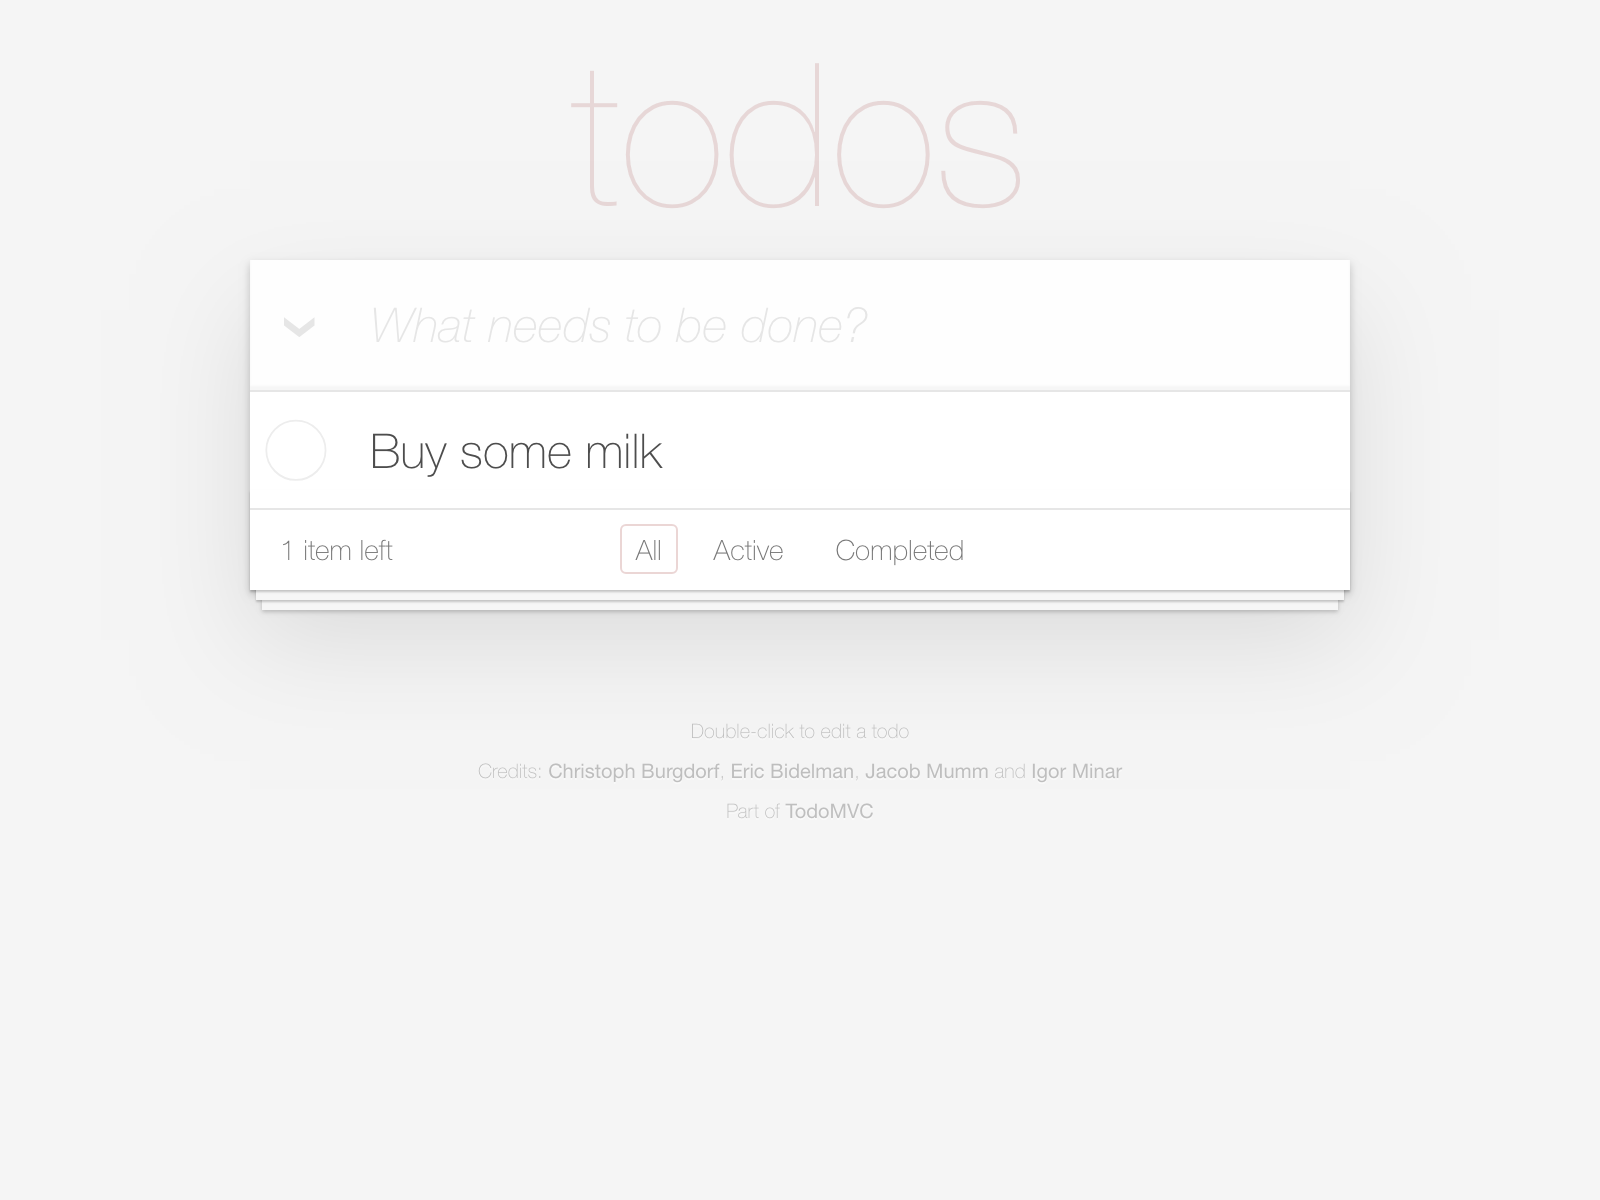 todos
What needs to be done?
Buy some milk
1 item left All Active Completed
Double-click to edit a todo
Credits: Christoph Burgdorf, Eric Bidelman, Jacob Mumm and Igor Minar
Part of TodoMVC